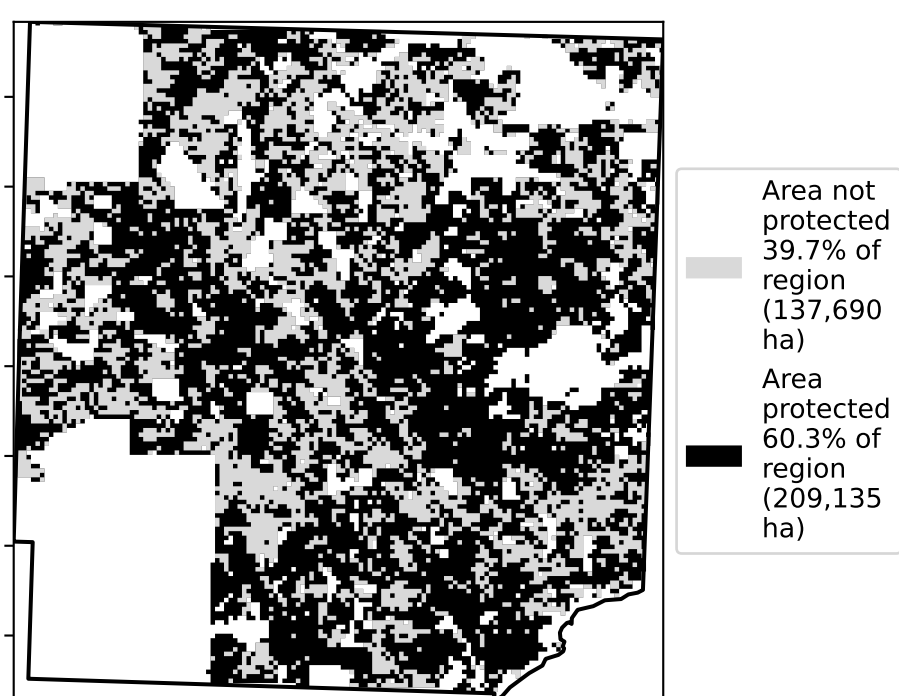 Area not
protected
39.7% of
region
(137,690
ha)
Area
protected
60.3% of
region
(209,135
ha)